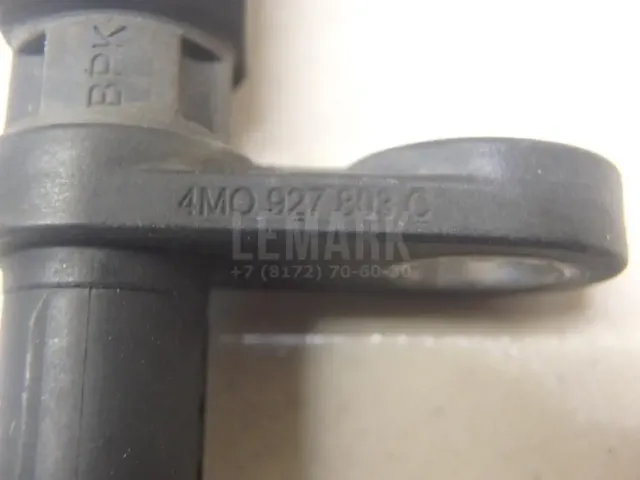 BPK
4M0 927 803 C
LEMARK
+7 (8172) 70-60-30